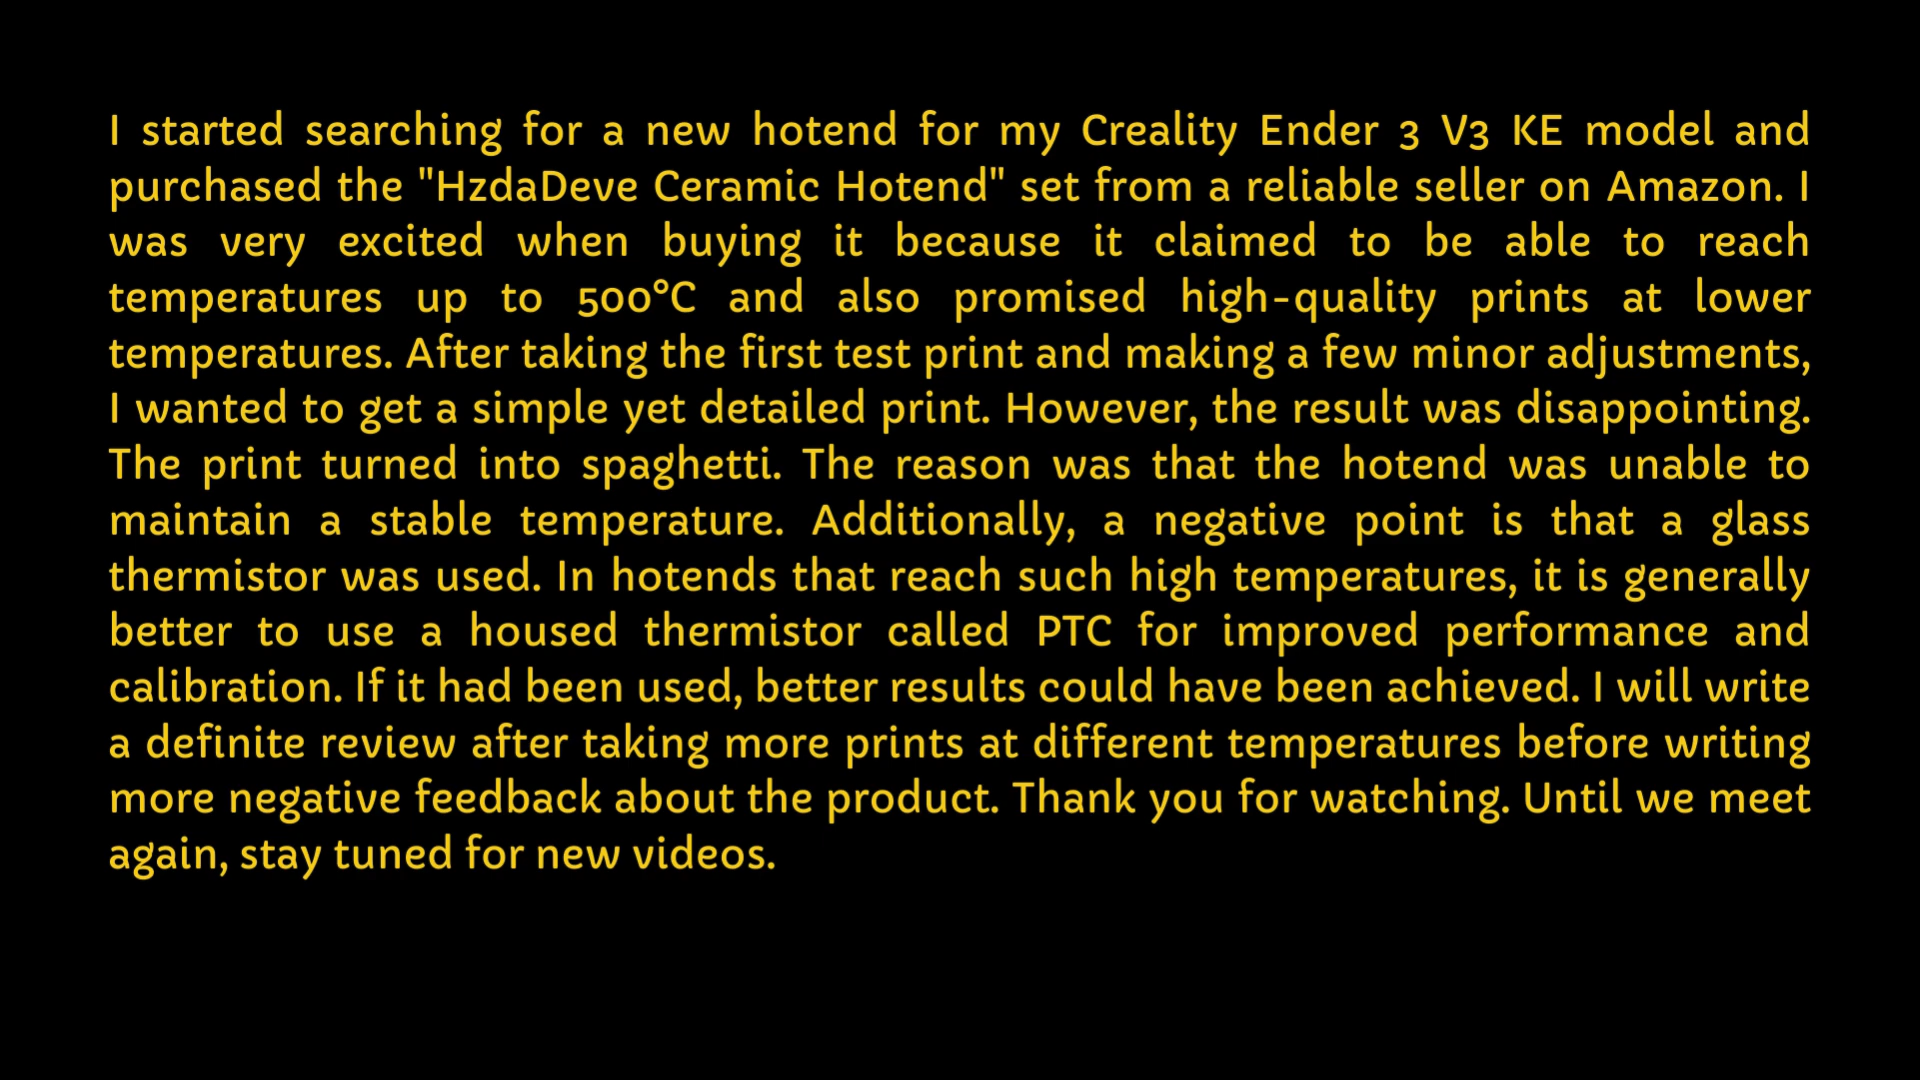 I started searching for a new hotend for my Creality Ender 3 V3 KE model and
purchased the "HzdaDeve Ceramic Hotend" set from a reliable seller on Amazon. I
was very excited when buying it because it claimed to be able to reach
temperatures up to 500°C and also promised high-quality prints at lower
temperatures. After taking the first test print and making a few minor adjustments,
I wanted to get a simple yet detailed print. However, the result was disappointing.
The print turned into spaghetti. The reason was that the hotend was unable to
maintain a stable temperature. Additionally, a negative point is that a glass
thermistor was used. In hotends that reach such high temperatures, it is generally
better to use a housed thermistor called PTC for improved performance and
calibration. If it had been used, better results could have been achieved. I will write
a definite review after taking more prints at different temperatures before writing
more negative feedback about the product. Thank you for watching. Until we meet
again, stay tuned for new videos.